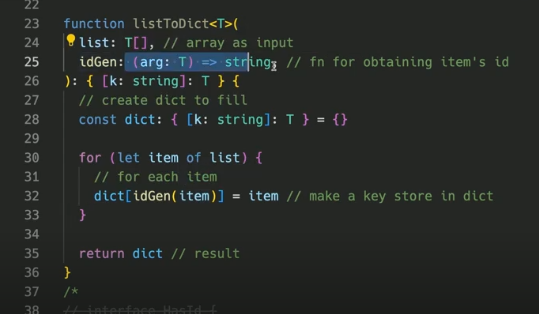 22
23 function listToDict<T>(
24 list: T[], // array as input
25 idGen: (arg: T) => string, // fn for obtaining item's id
26 ): { [k: string]: T } {
27 // create dict to fill
28 const dict: { [k: string]: T } = {}
29
30 for (let item of list) {
31 // for each item
32 dict[idGen(item)] = item // make a key store in dict
33 }
34
35 return dict // result
36 }
37 /*
38 // interface HasId {